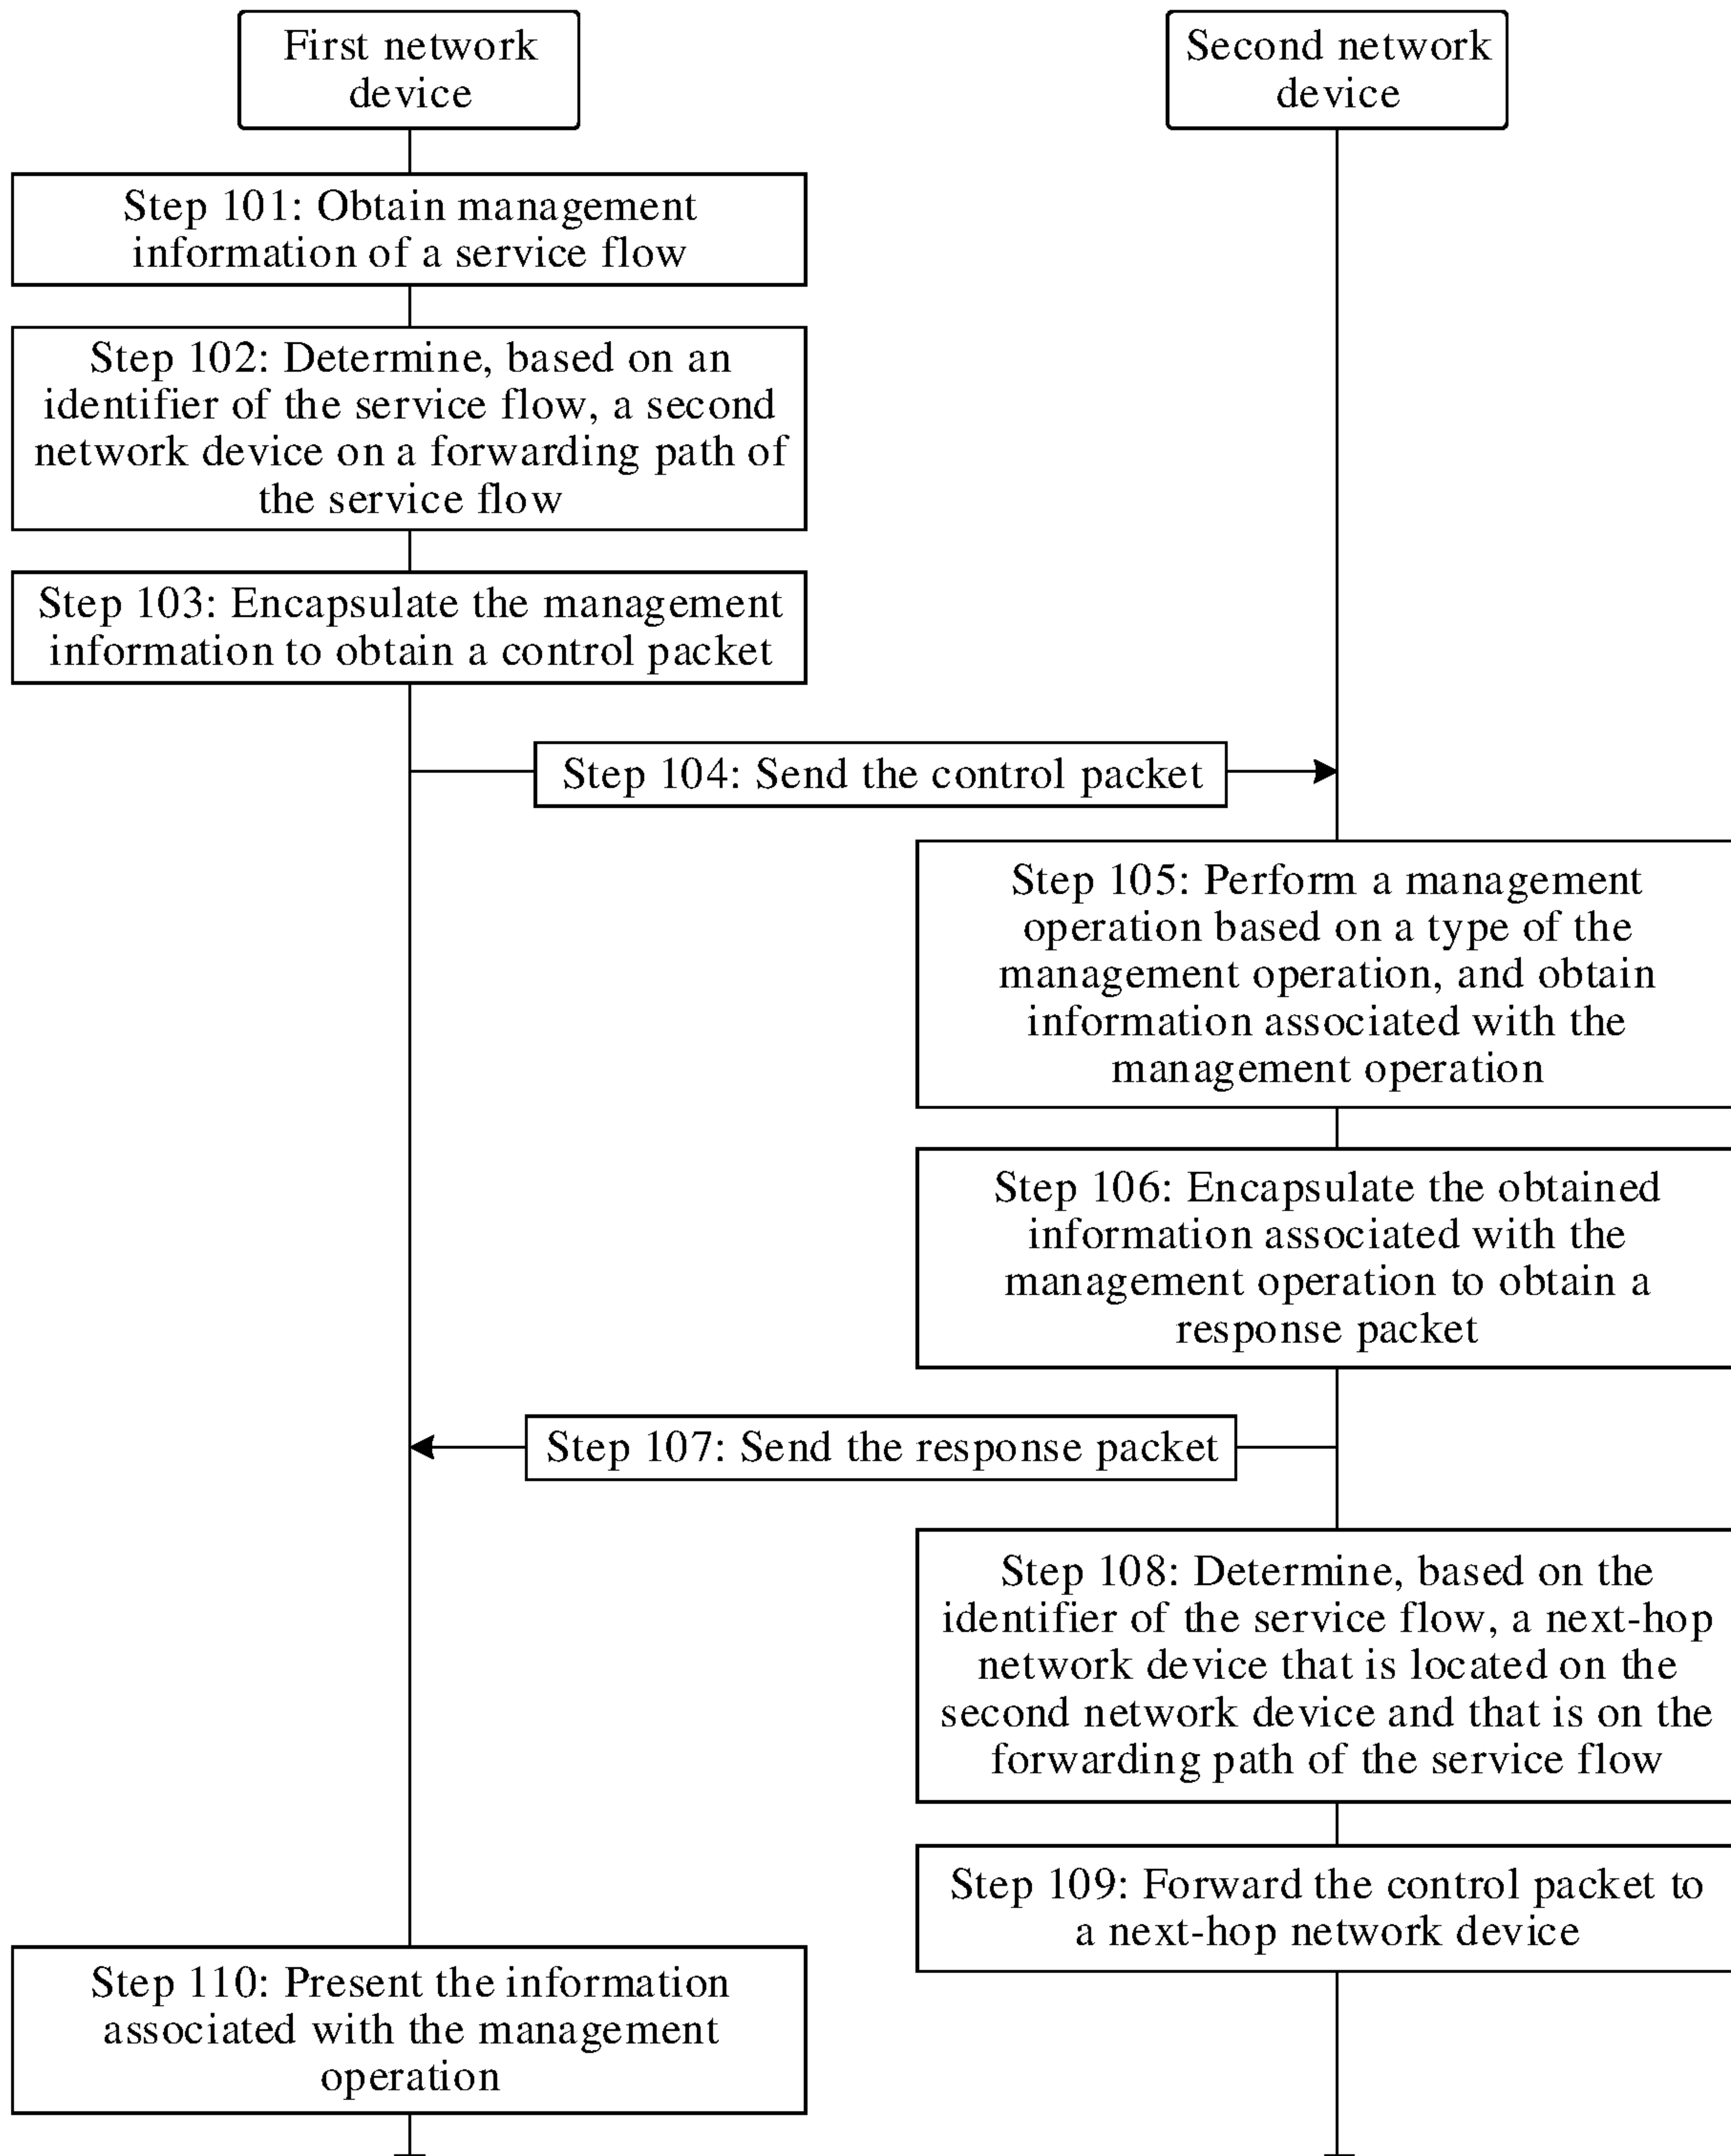 First network
device
Second network
device
Step 101: Obtain management
information of a service flow
Step 102: Determine, based on an
identifier of the service flow, a second
network device on a forwarding path of
the service flow
Step 103: Encapsulate the management
information to obtain a control packet
Step 104: Send the control packet
Step 105: Perform a management
operation based on a type of the
management operation, and obtain
information associated with the
management operation
Step 106: Encapsulate the obtained
information associated with the
management operation to obtain a
response packet
Step 107: Send the response packet
Step 108: Determine, based on the
identifier of the service flow, a next-hop
network device that is located on the
second network device and that is on the
forwarding path of the service flow
Step 109: Forward the control packet to
a next-hop network device
Step 110: Present the information
associated with the management
operation